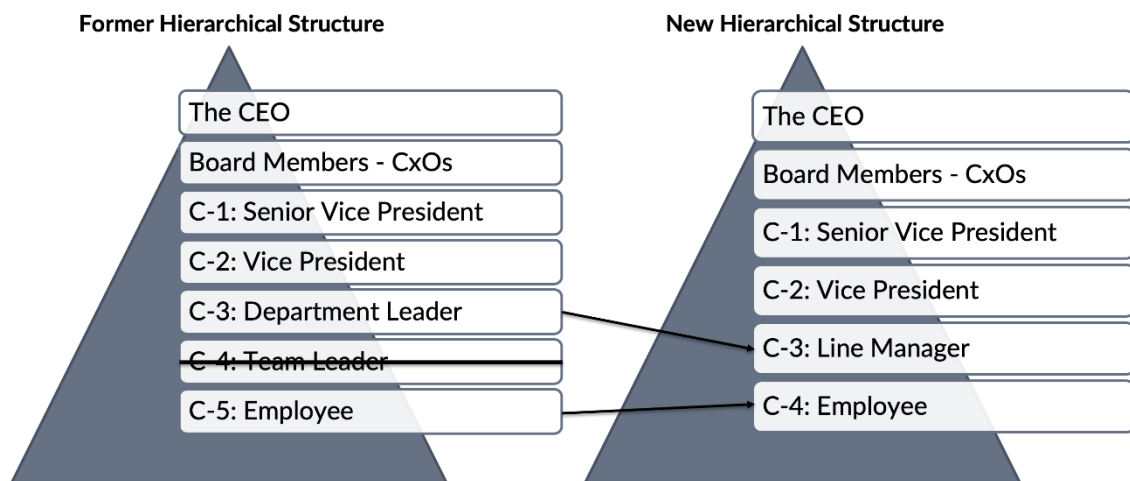 Former Hierarchical Structure
The CEO
Board Members - CxOs
C-1: Senior Vice President
C-2: Vice President
C-3: Department Leader
C-4: Team Leader
C-5: Employee
New Hierarchical Structure
The CEO
Board Members - CxOs
C-1: Senior Vice President
C-2: Vice President
C-3: Line Manager
C-4: Employee